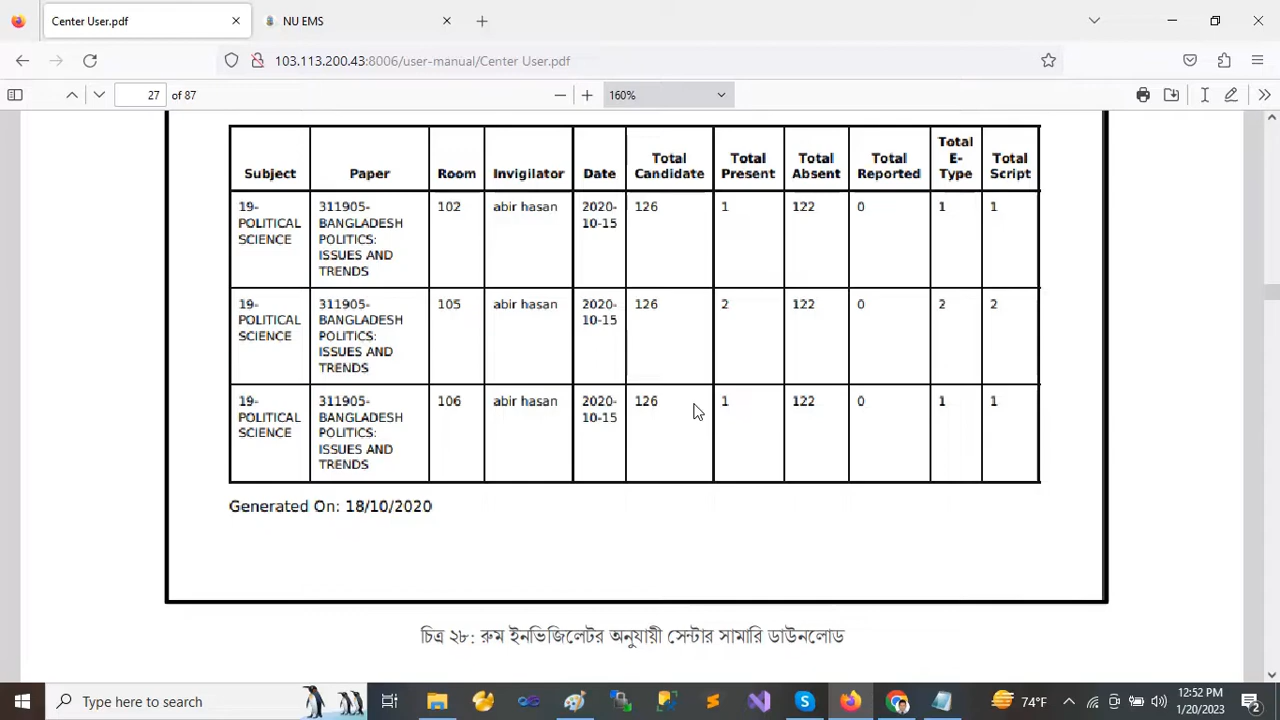 Center User.pdf
NU EMS
103.113.200.43:8006/user-manual/Center User.pdf
27 of 87
160%
Subject Paper Room Invigilator Date Total Candidate Total Present Total Absent Total Reported Total E-Type Total Script
19- 311905- 102 abir hasan 2020- 126 1 122 0 1 1
POLITICAL BANGLADESH 10-15
SCIENCE POLITICS:
ISSUES AND
TRENDS
19- 311905- 105 abir hasan 2020- 126 2 122 0 2 2
POLITICAL BANGLADESH 10-15
SCIENCE POLITICS:
ISSUES AND
TRENDS
19- 311905- 106 abir hasan 2020- 126 1 122 0 1 1
POLITICAL BANGLADESH 10-15
SCIENCE POLITICS:
ISSUES AND
TRENDS
Generated On: 18/10/2020
চিত্র ২৮: রুম ইনভিজিলেটর অনুযায়ী সেন্টার সামারি ডাউনলোড
Type here to search
74°F
12:52 PM
1/20/2023
2